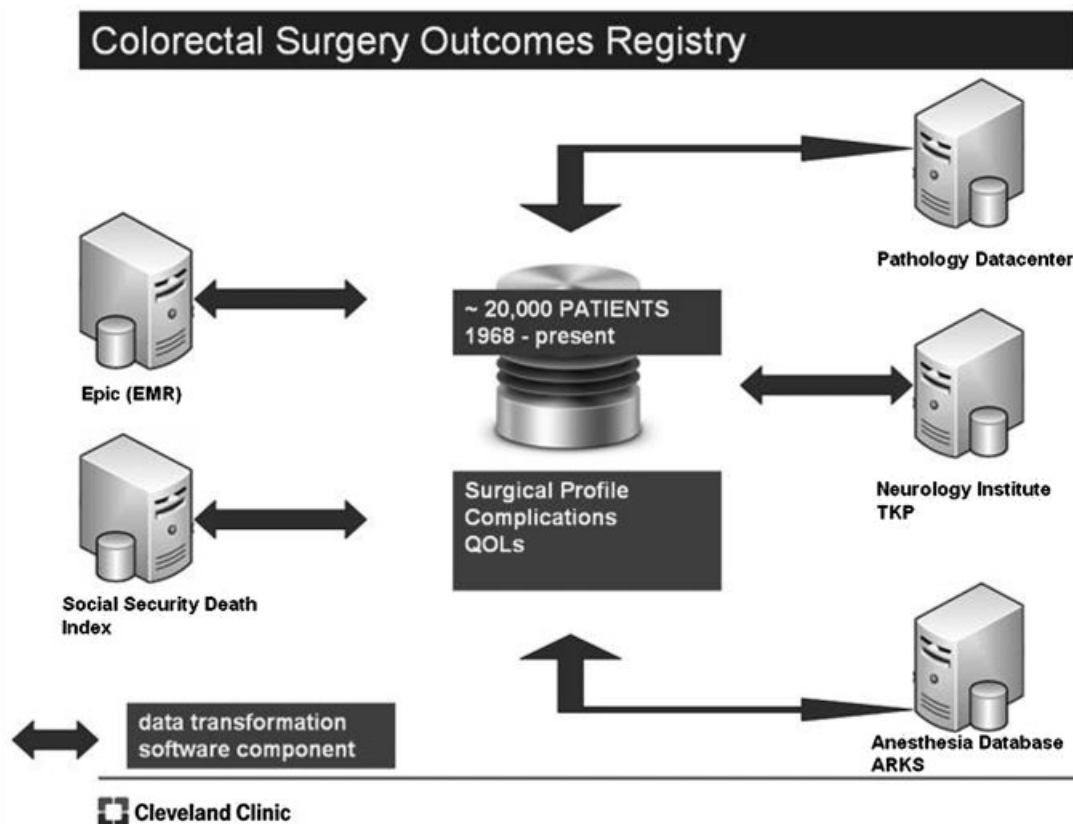 Colorectal Surgery Outcomes Registry
Pathology Datacenter
~ 20,000 PATIENTS
1968 - present
Epic (EMR)
Surgical Profile
Complications
QOLs
Neurology Institute
TKP
Social Security Death
Index
data transformation
software component
Anesthesia Database
ARKS
Cleveland Clinic